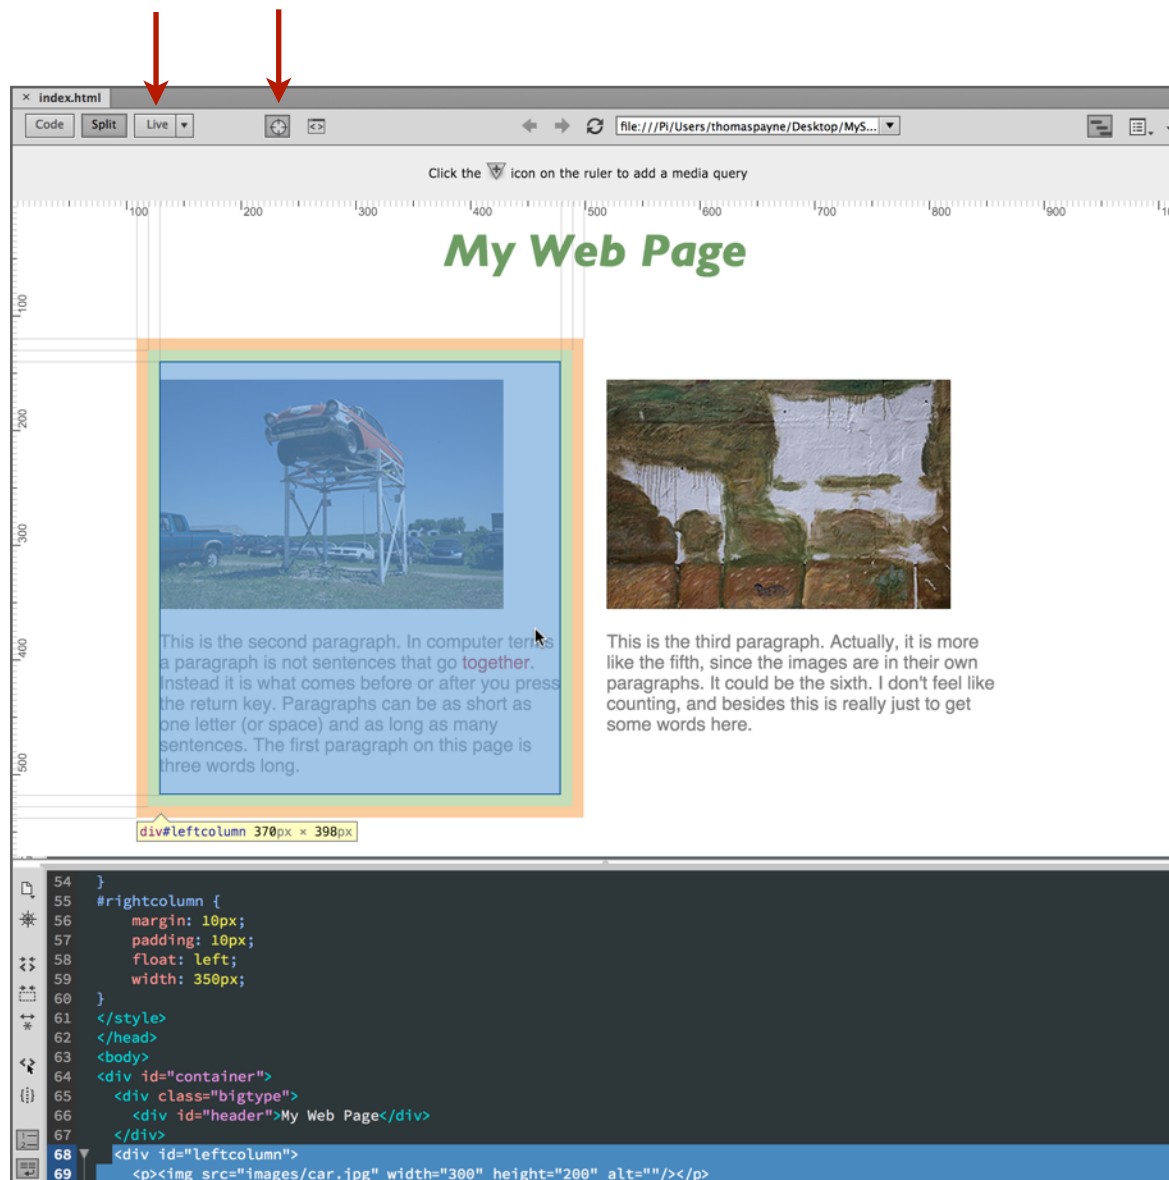 × index.html
Code Split Live
file:///Pi/Users/thomaspayne/Desktop/MyS...
Click the icon on the ruler to add a media query
100 200 300 400 500 600 700 800 900
My Web Page
100
200
300
400
500
This is the second paragraph. In computer terms
a paragraph is not sentences that go together.
Instead it is what comes before or after you press
the return key. Paragraphs can be as short as
one letter (or space) and as long as many
sentences. The first paragraph on this page is
three words long.
This is the third paragraph. Actually, it is more
like the fifth, since the images are in their own
paragraphs. It could be the sixth. I don't feel like
counting, and besides this is really just to get
some words here.
div#leftcolumn 370px × 398px
54 }
55 #rightcolumn {
56 margin: 10px;
57 padding: 10px;
58 float: left;
59 width: 350px;
60 }
61 </style>
62 </head>
63 <body>
64 <div id="container">
65 <div class="bigtype">
66 <div id="header">My Web Page</div>
67 </div>
68 <div id="leftcolumn">
69 <p><img src="images/car.jpg" width="300" height="200" alt=""/></p>